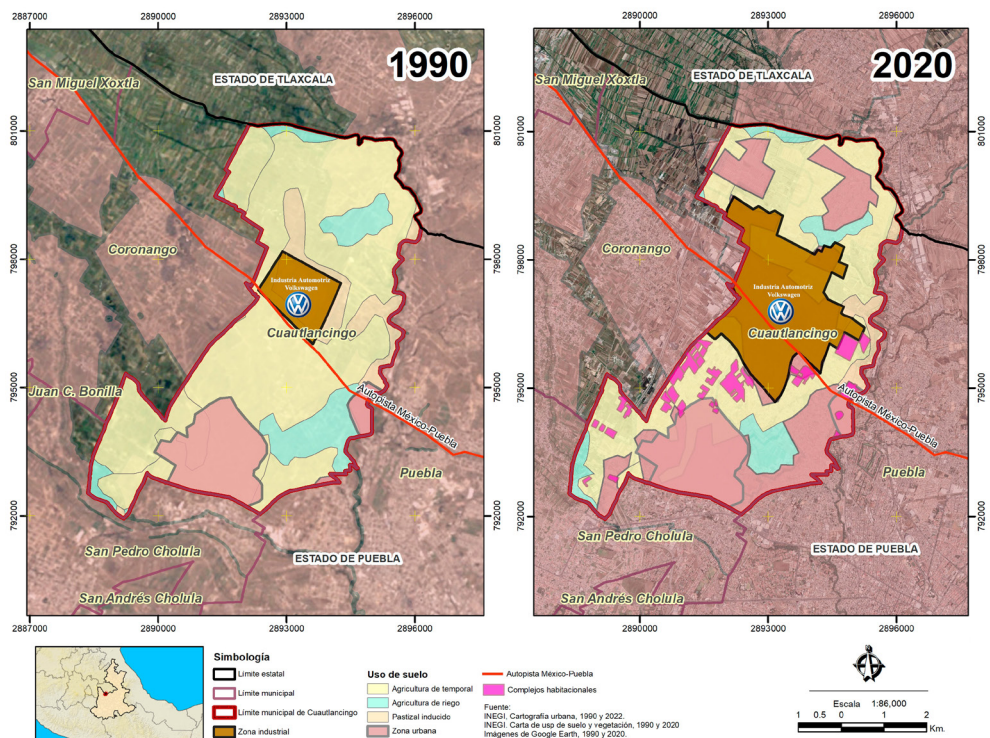 2887000 2890000 2893000 2896000
1990
ESTADO DE TLAXCALA
San Miguel Xoxtla
801000
Coronango
798000
Industria Automotriz
Volkswagen
Cuautlancingo
795000
Juan C. Bonilla
Autopista México-Puebla
Puebla
792000
San Pedro Cholula
ESTADO DE PUEBLA
San Andrés Cholula
2887000 2890000 2893000 2896000
2890000 2893000 2896000
2020
ESTADO DE TLAXCALA
San Miguel Xoxtla
801000
801000
Coronango
798000
798000
Industria Automotriz
Volkswagen
Cuautlancingo
795000
795000
Juan C. Bonilla
Autopista México-Puebla
Puebla
792000
792000
San Pedro Cholula
ESTADO DE PUEBLA
San Andrés Cholula
2890000 2893000 2896000
Simbología
Límite estatal
Límite municipal
Límite municipal de Cuautlancingo
Zona industrial
Uso de suelo
Agricultura de temporal
Agricultura de riego
Pastizal inducido
Zona urbana
Autopista México-Puebla
Complejos habitacionales
Fuente:
INEGI, Cartografía urbana, 1990 y 2022.
INEGI, Carta de usp de suelo y vegetación, 1990 y 2020
Imágenes de Google Earth, 1990 y 2020.
Escala 1:86,000
1 0.5 0 1 2
Km.